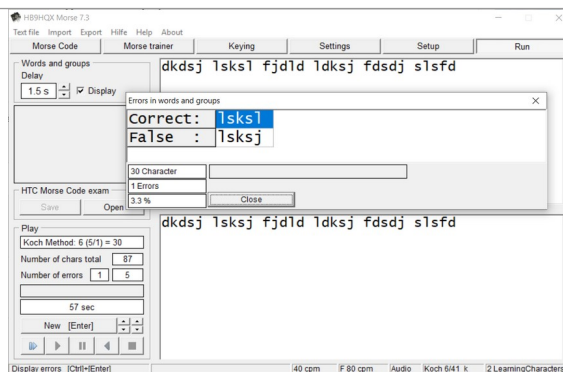 HB9HQX Morse 7.3
Text file Import Export Hilfe Help About
Morse Code Morse trainer Keying Settings Setup Run
Words and groups
Delay
1.5 s Display
dkdsj lsksl fjdld ldksj fdsdj slsfd
Errors in words and groups
Correct: lsksl
False : lsksj
30 Character
1 Errors
3.3 % Close
HTC Morse Code exam
Save Open
Play
Koch Method: 6 (5/1) = 30
Number of chars total 87
Number of errors 1 5
57 sec
New [Enter]
dkdsj lsksj fjdld ldksj fdsdj slsfd
Display errors [Ctrl]+[Enter] 40 cpm F 80 cpm Audio Koch 6/41 k 2 LearningCharacters